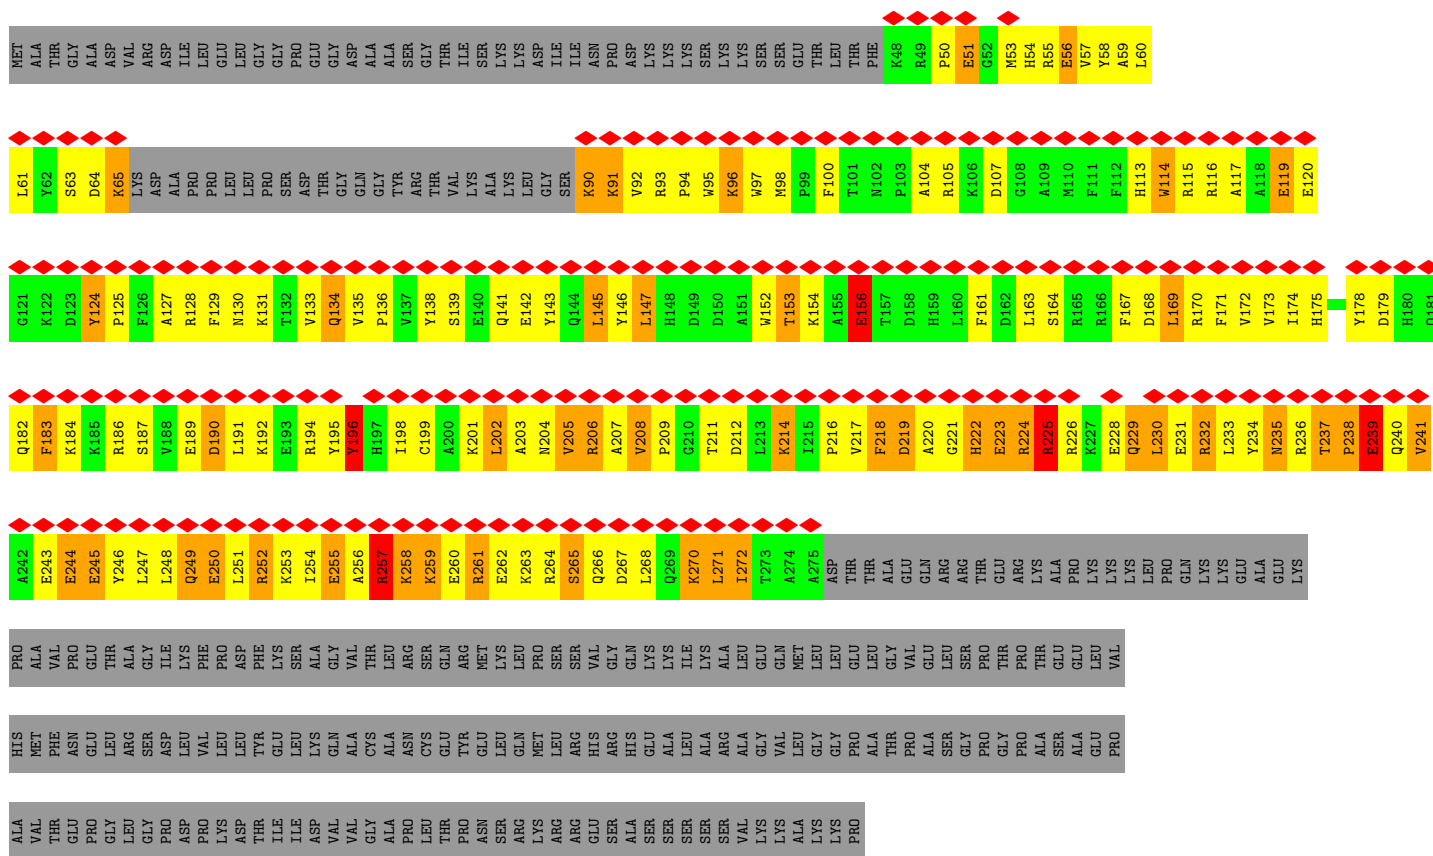 MET ALA THR GLY ALA ASP VAL ARG ASP ILE LEU GLU LEU GLY GLY PRO GLU GLY ASP ALA ALA SER GLY THR ILE SER LYS LYS ASP ILE ILE ASN PRO ASP LYS LYS LYS SER LYS LYS SER SER GLU THR LEU THR PHE K48 R49 P50 E51 G52 M53 H54 R55 E56 V57 Y58 A59 L60
L61 Y62 S63 D64 K65 LYS ASP ALA PRO PRO LEU LEU PRO SER ASP THR GLY GLN GLY TYR ARG THR VAL LYS ALA LYS LEU GLY SER K90 K91 V92 R93 P94 W95 K96 W97 M98 P99 F100 T101 N102 P103 A104 R105 K106 D107 G108 A109 M110 F111 F112 H113 W114 R115 R116 A117 A118 E119 E120
G121 K122 D123 Y124 P125 F126 A127 R128 F129 N130 K131 T132 V133 Q134 V135 P136 V137 Y138 S139 E140 Q141 E142 Y143 Q144 L145 Y146 L147 H148 D149 D150 A151 W152 T153 K154 A155 E156 T157 D158 H159 L160 F161 D162 L163 S164 R165 R166 F167 D168 L169 R170 F171 V172 V173 I174 H175 Y178 D179 H180 Q181
Q182 F183 K184 K185 R186 S187 V188 E189 D190 L191 K192 E193 R194 Y195 Y196 H197 I198 C199 A200 K201 L202 A203 N204 V205 R206 A207 V208 P209 G210 T211 D212 L213 K214 I215 P216 V217 F218 D219 A220 G221 H222 E223 R224 R225 R226 K227 E228 Q229 L230 E231 R232 L233 Y234 N235 R236 T237 P238 E239 Q240 V241
A242 E243 E244 E245 Y246 L247 L248 Q249 E250 L251 R252 K253 I254 E255 A256 R257 K258 K259 E260 R261 E262 K263 R264 S265 Q266 D267 L268 Q269 K270 L271 I272 T273 A274 A275 ASP THR THR ALA GLU GLN ARG ARG THR GLU ARG LYS ALA PRO LYS LYS LYS LEU PRO GLN LYS LYS GLU ALA GLU LYS
PRO ALA VAL PRO GLU THR ALA GLY ILE LYS PHE PRO ASP PHE LYS SER ALA GLY VAL THR LEU ARG SER GLN ARG MET LYS LEU PRO SER SER VAL GLY GLN LYS LYS ILE LYS ALA LEU GLU GLN MET LEU LEU GLU LEU GLY VAL GLU LEU SER PRO THR PRO THR GLU GLU LEU VAL
HIS MET PHE ASN GLU LEU ARG SER ASP LEU VAL LEU LEU TYR GLU LEU LYS GLN ALA CYS ALA ASN CYS GLU TYR GLU LEU GLN MET LEU ARG HIS ARG HIS GLU ALA LEU ALA ARG ALA GLY VAL LEU GLY GLY PRO ALA THR PRO ALA SER GLY PRO GLY PRO ALA SER ALA GLU PRO
ALA VAL THR GLU PRO GLY LEU GLY PRO ASP PRO LYS ASP THR ILE ILE ASP VAL VAL GLY ALA PRO LEU THR PRO ASN SER ARG LYS ARG ARG GLU SER ALA SER SER SER SER SER VAL LYS LYS ALA LYS LYS PRO